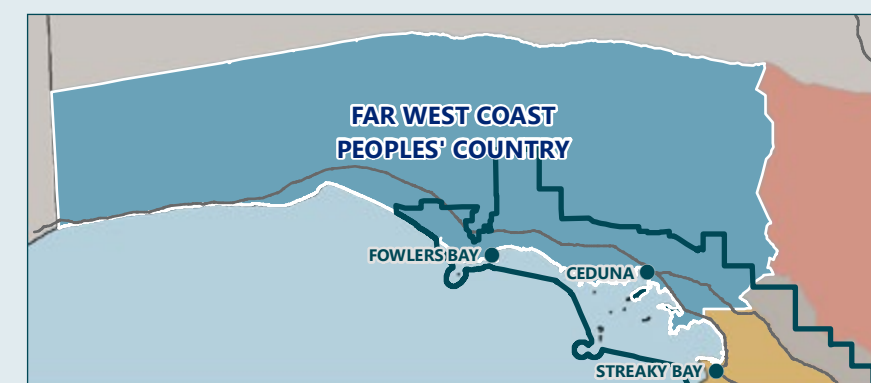 FAR WEST COAST
PEOPLES' COUNTRY
FOWLERS BAY
CEDUNA
STREAKY BAY